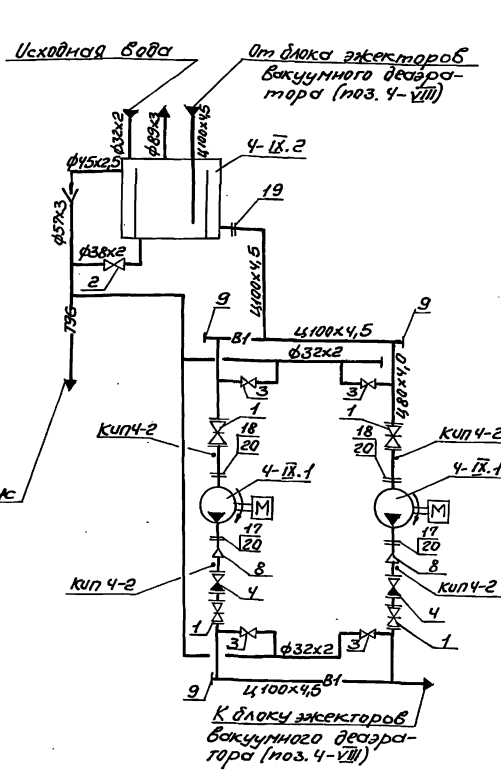 Исходная вода
От блока эжекторов
вакуумного деаэра-
тора (поз. 4-VIII)
ф32х2
ф89х3
Ц100х4,5
ф45х2,5
4-IX.2
19
ф57х3
ф38х2
2
Ц100х4,5
Т96
9
В1
Ц100х4,5
9
ф32х2
3
3
Ц80х4,0
1
1
КИП 4-2
18
20
18
20
КИП 4-2
4-IX.1
4-IX.1
М
М
17
20
17
20
8
8
КИП 4-2
КИП 4-2
4
4
1
3
ф32х2
3
1
9
Ц100х4,5
В1
К блоку эжекторов
вакуумного деаэра-
тора (поз. 4-VIII)